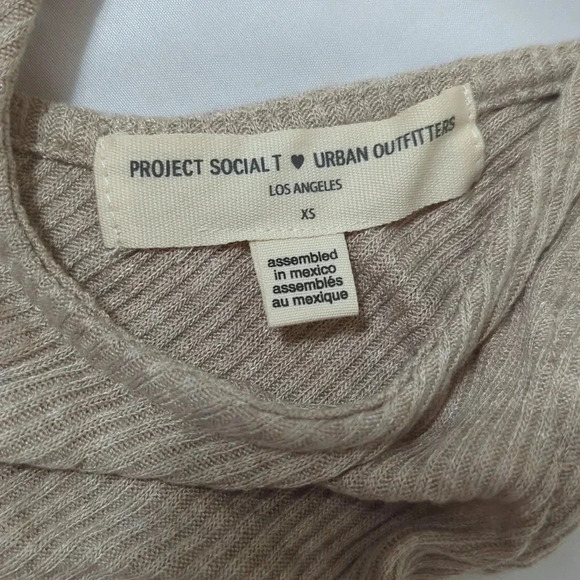 PROJECT SOCIAL T ♥ URBAN OUTFITTERS
LOS ANGELES
XS
assembled
in mexico
assemblés
au mexique